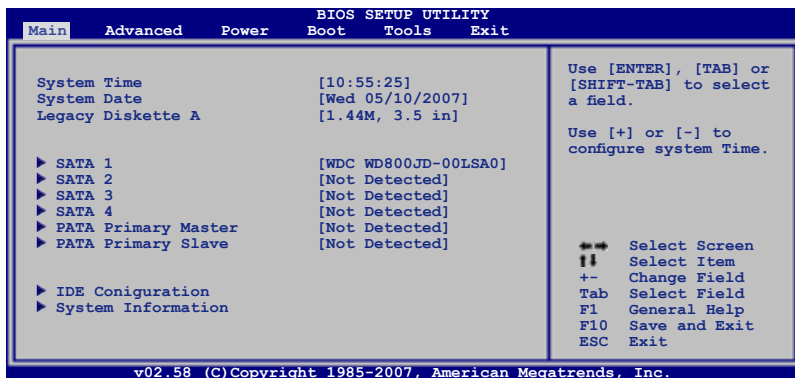 BIOS SETUP UTILITY
Main Advanced Power Boot Tools Exit
System Time [10:55:25]
System Date [Wed 05/10/2007]
Legacy Diskette A [1.44M, 3.5 in]
SATA 1 [WDC WD800JD-00LSA0]
SATA 2 [Not Detected]
SATA 3 [Not Detected]
SATA 4 [Not Detected]
PATA Primary Master [Not Detected]
PATA Primary Slave [Not Detected]
IDE Coniguration
System Information
Use [ENTER], [TAB] or
[SHIFT-TAB] to select
a field.
Use [+] or [-] to
configure system Time.
←→ Select Screen
↑↓ Select Item
+- Change Field
Tab Select Field
F1 General Help
F10 Save and Exit
ESC Exit
v02.58 (C)Copyright 1985-2007, American Megatrends, Inc.